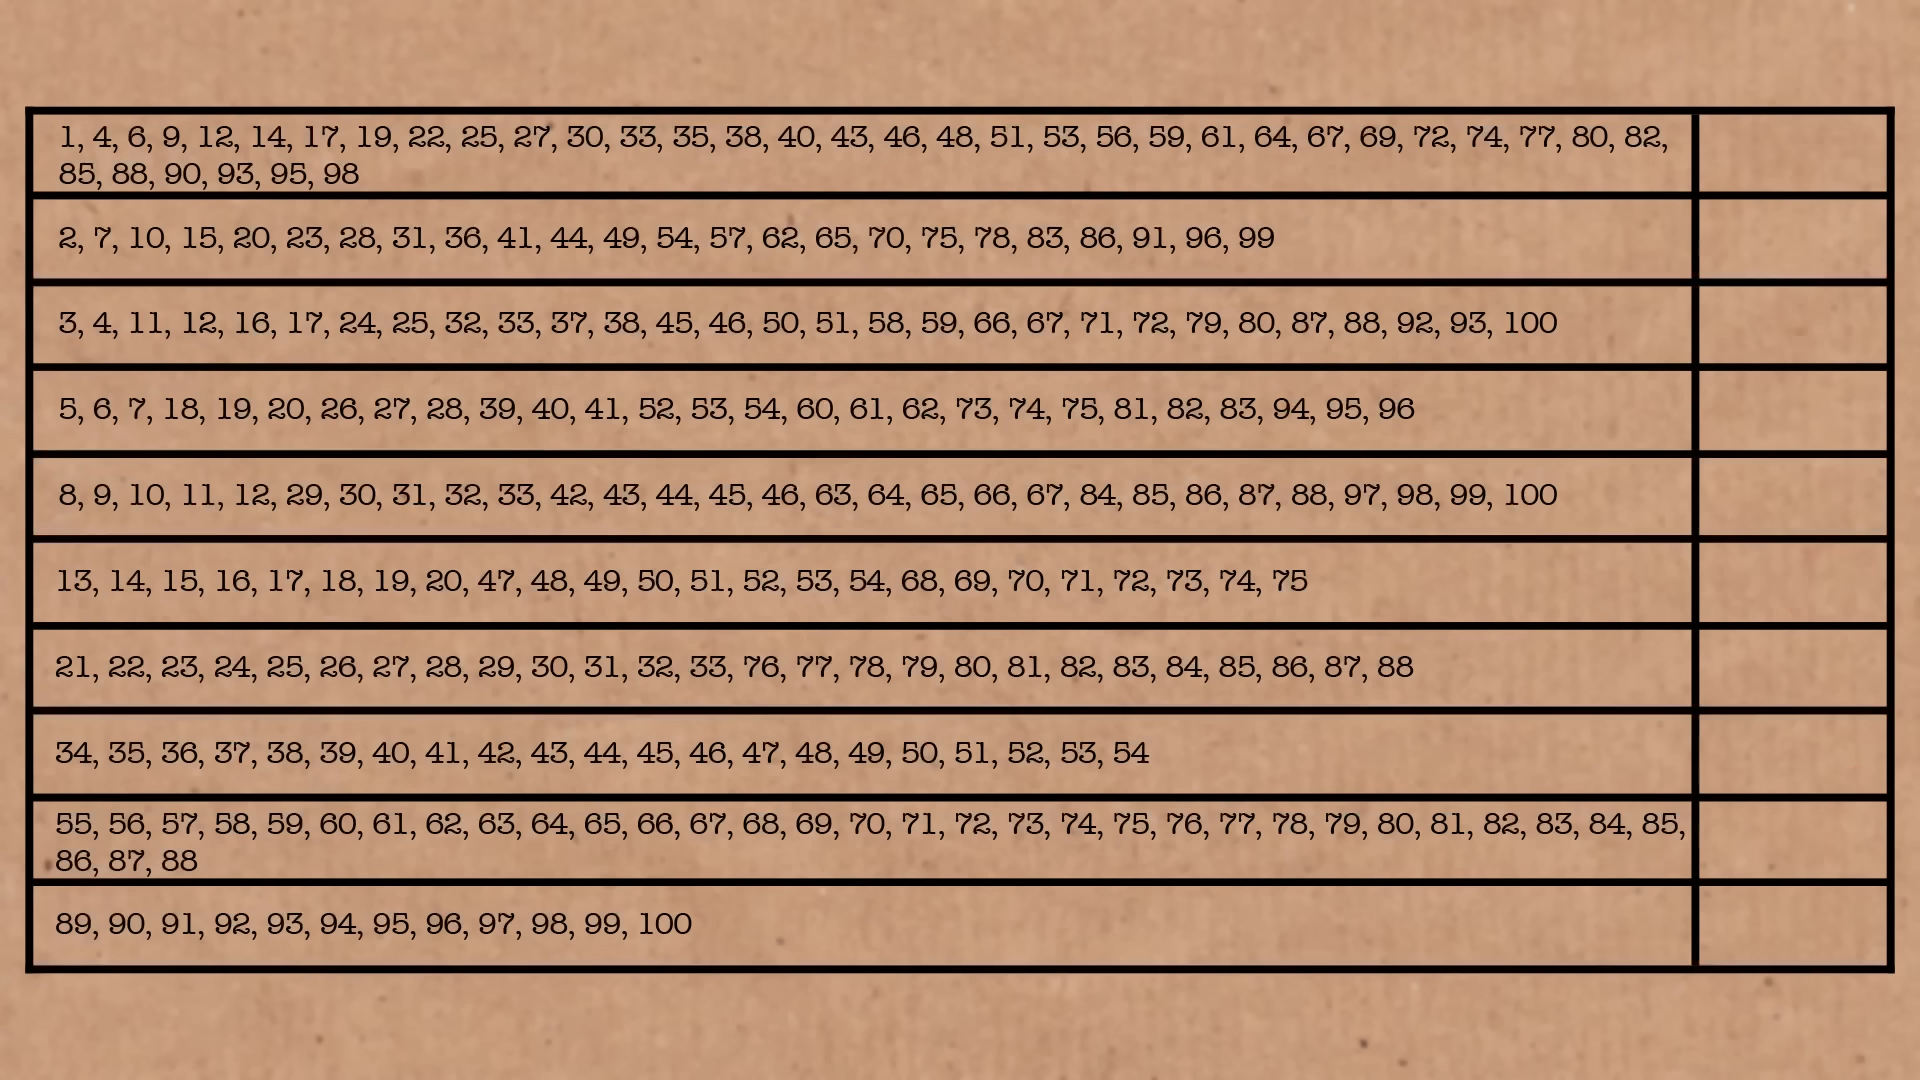 1, 4, 6, 9, 12, 14, 17, 19, 22, 25, 27, 30, 33, 35, 38, 40, 43, 46, 48, 51, 53, 56, 59, 61, 64, 67, 69, 72, 74, 77, 80, 82,
85, 88, 90, 93, 95, 98
2, 7, 10, 15, 20, 23, 28, 31, 36, 41, 44, 49, 54, 57, 62, 65, 70, 75, 78, 83, 86, 91, 96, 99
3, 4, 11, 12, 16, 17, 24, 25, 32, 33, 37, 38, 45, 46, 50, 51, 58, 59, 66, 67, 71, 72, 79, 80, 87, 88, 92, 93, 100
5, 6, 7, 18, 19, 20, 26, 27, 28, 39, 40, 41, 52, 53, 54, 60, 61, 62, 73, 74, 75, 81, 82, 83, 94, 95, 96
8, 9, 10, 11, 12, 29, 30, 31, 32, 33, 42, 43, 44, 45, 46, 63, 64, 65, 66, 67, 84, 85, 86, 87, 88, 97, 98, 99, 100
13, 14, 15, 16, 17, 18, 19, 20, 47, 48, 49, 50, 51, 52, 53, 54, 68, 69, 70, 71, 72, 73, 74, 75
21, 22, 23, 24, 25, 26, 27, 28, 29, 30, 31, 32, 33, 76, 77, 78, 79, 80, 81, 82, 83, 84, 85, 86, 87, 88
34, 35, 36, 37, 38, 39, 40, 41, 42, 43, 44, 45, 46, 47, 48, 49, 50, 51, 52, 53, 54
55, 56, 57, 58, 59, 60, 61, 62, 63, 64, 65, 66, 67, 68, 69, 70, 71, 72, 73, 74, 75, 76, 77, 78, 79, 80, 81, 82, 83, 84, 85,
86, 87, 88
89, 90, 91, 92, 93, 94, 95, 96, 97, 98, 99, 100